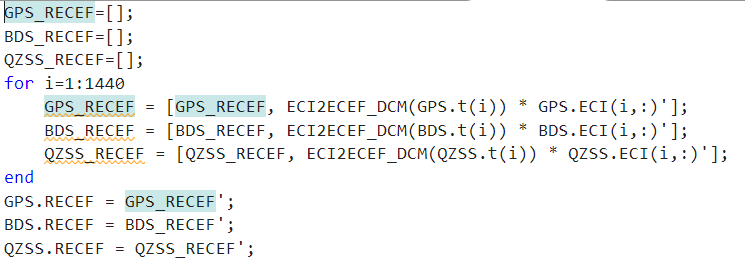 GPS_RECEF=[];
BDS_RECEF=[];
QZSS_RECEF=[];
for i=1:1440
    GPS_RECEF = [GPS_RECEF, ECI2ECEF_DCM(GPS.t(i)) * GPS.ECI(i,:)'];
    BDS_RECEF = [BDS_RECEF, ECI2ECEF_DCM(BDS.t(i)) * BDS.ECI(i,:)'];
    QZSS_RECEF = [QZSS_RECEF, ECI2ECEF_DCM(QZSS.t(i)) * QZSS.ECI(i,:)'];
end
GPS.RECEF = GPS_RECEF';
BDS.RECEF = BDS_RECEF';
QZSS.RECEF = QZSS_RECEF';